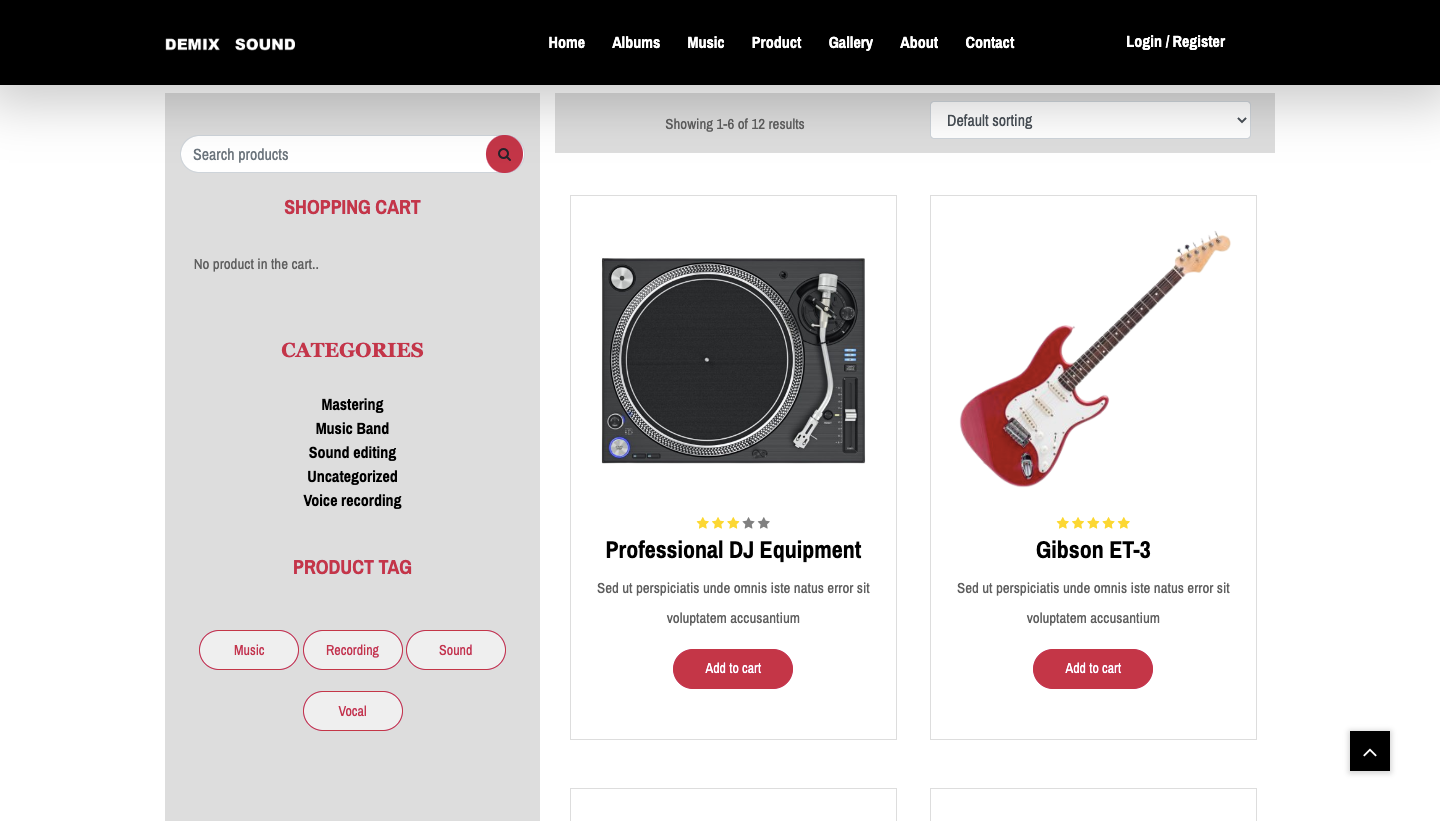 DEMIX SOUND
Home Albums Music Product Gallery About Contact
Login / Register
Search products
SHOPPING CART
No product in the cart..
CATEGORIES
Mastering
Music Band
Sound editing
Uncategorized
Voice recording
PRODUCT TAG
Music Recording Sound
Vocal
Showing 1-6 of 12 results
Default sorting
Professional DJ Equipment
Sed ut perspiciatis unde omnis iste natus error sit
voluptatem accusantium
Add to cart
Gibson ET-3
Sed ut perspiciatis unde omnis iste natus error sit
voluptatem accusantium
Add to cart